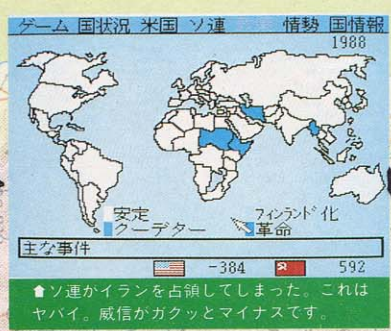 ゲーム 国状況 米国 ソ連 情勢 国情報
1988
安定 フィンランド化
クーデター 革命
主な事件
-384 592
⬆ソ連がイランを占領してしまった。これは
ヤバイ。威信がガクッとマイナスです。